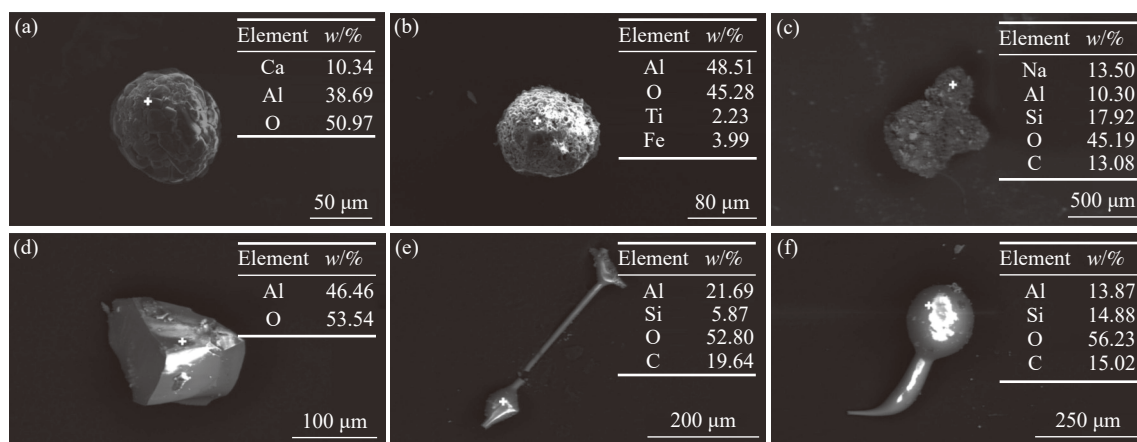 (a)
Element w/%
Ca 10.34
Al 38.69
O 50.97
50 μm
(b)
Element w/%
Al 48.51
O 45.28
Ti 2.23
Fe 3.99
80 μm
(c)
Element w/%
Na 13.50
Al 10.30
Si 17.92
O 45.19
C 13.08
500 μm
(d)
Element w/%
Al 46.46
O 53.54
100 μm
(e)
Element w/%
Al 21.69
Si 5.87
O 52.80
C 19.64
200 μm
(f)
Element w/%
Al 13.87
Si 14.88
O 56.23
C 15.02
250 μm